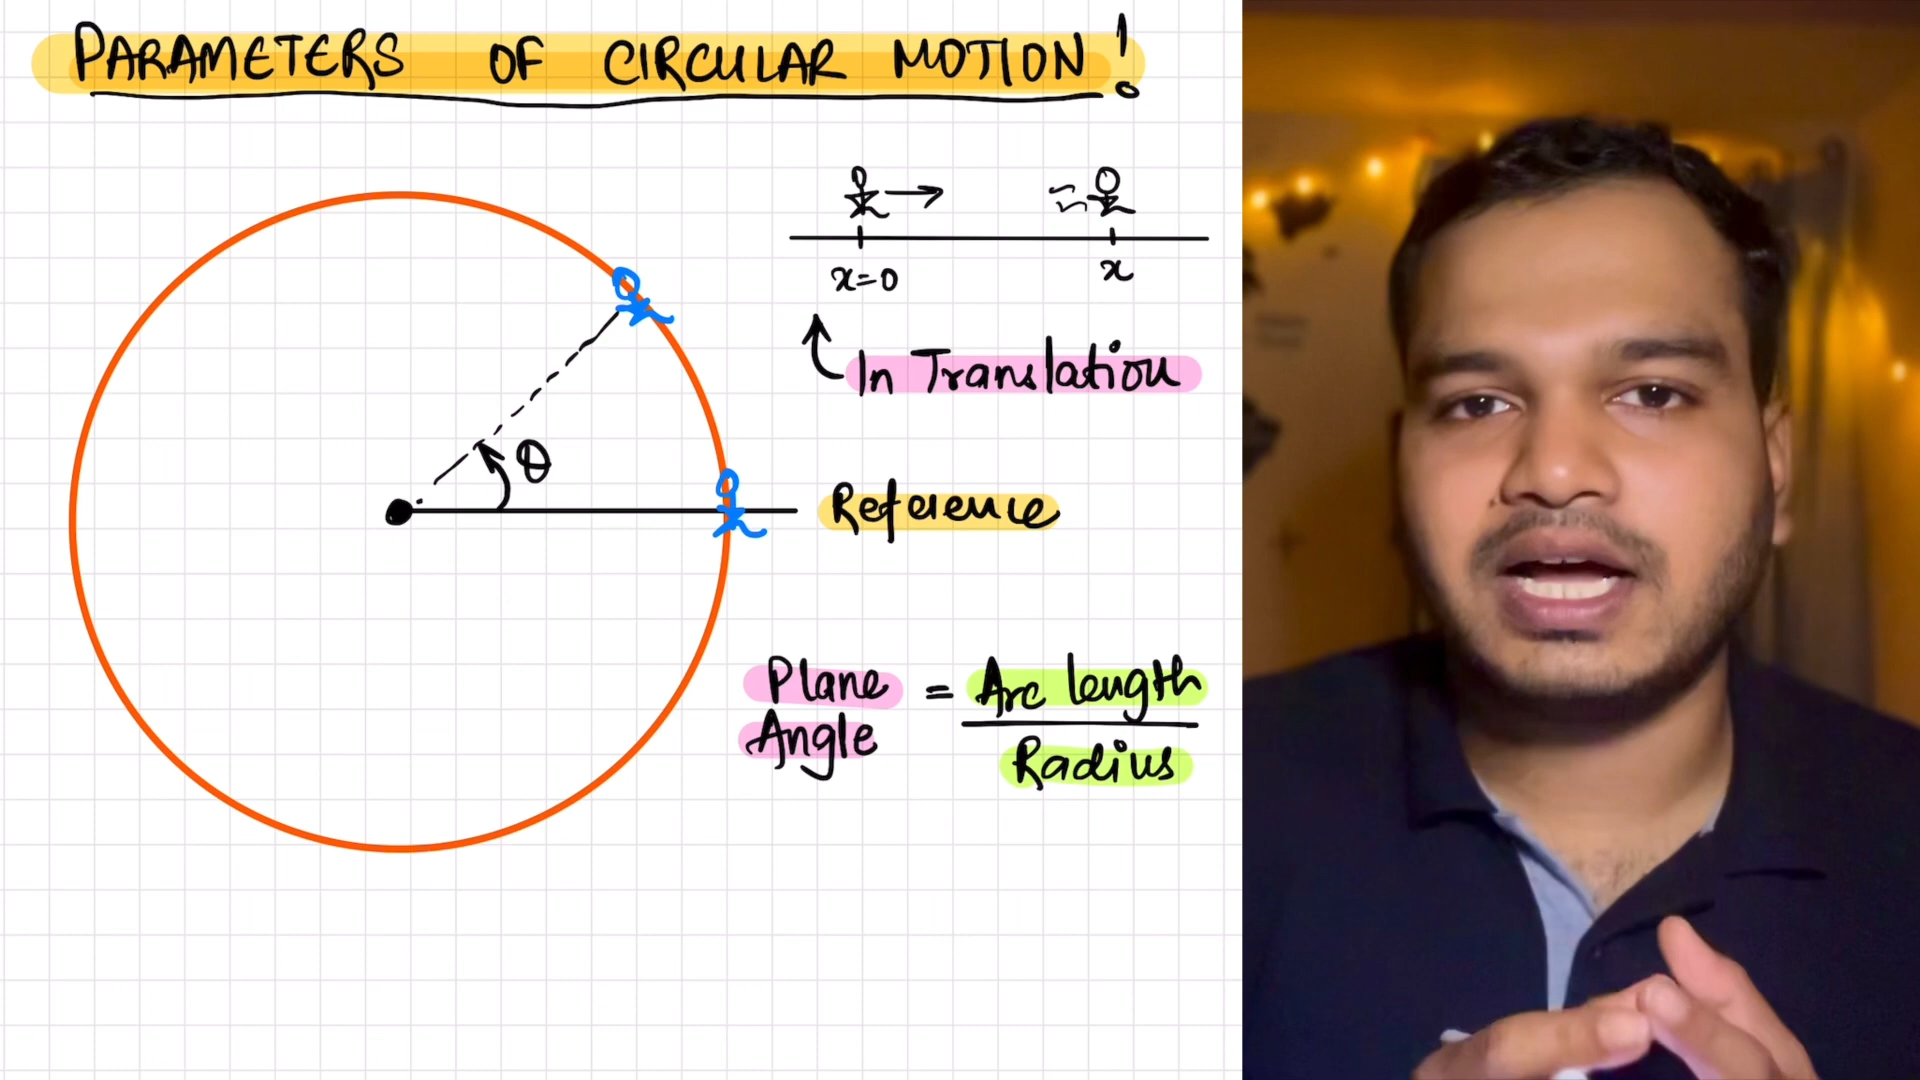 PARAMETERS OF CIRCULAR MOTION!
x=0
x
In Translation
θ
Reference
Plane Angle = Arc length / Radius